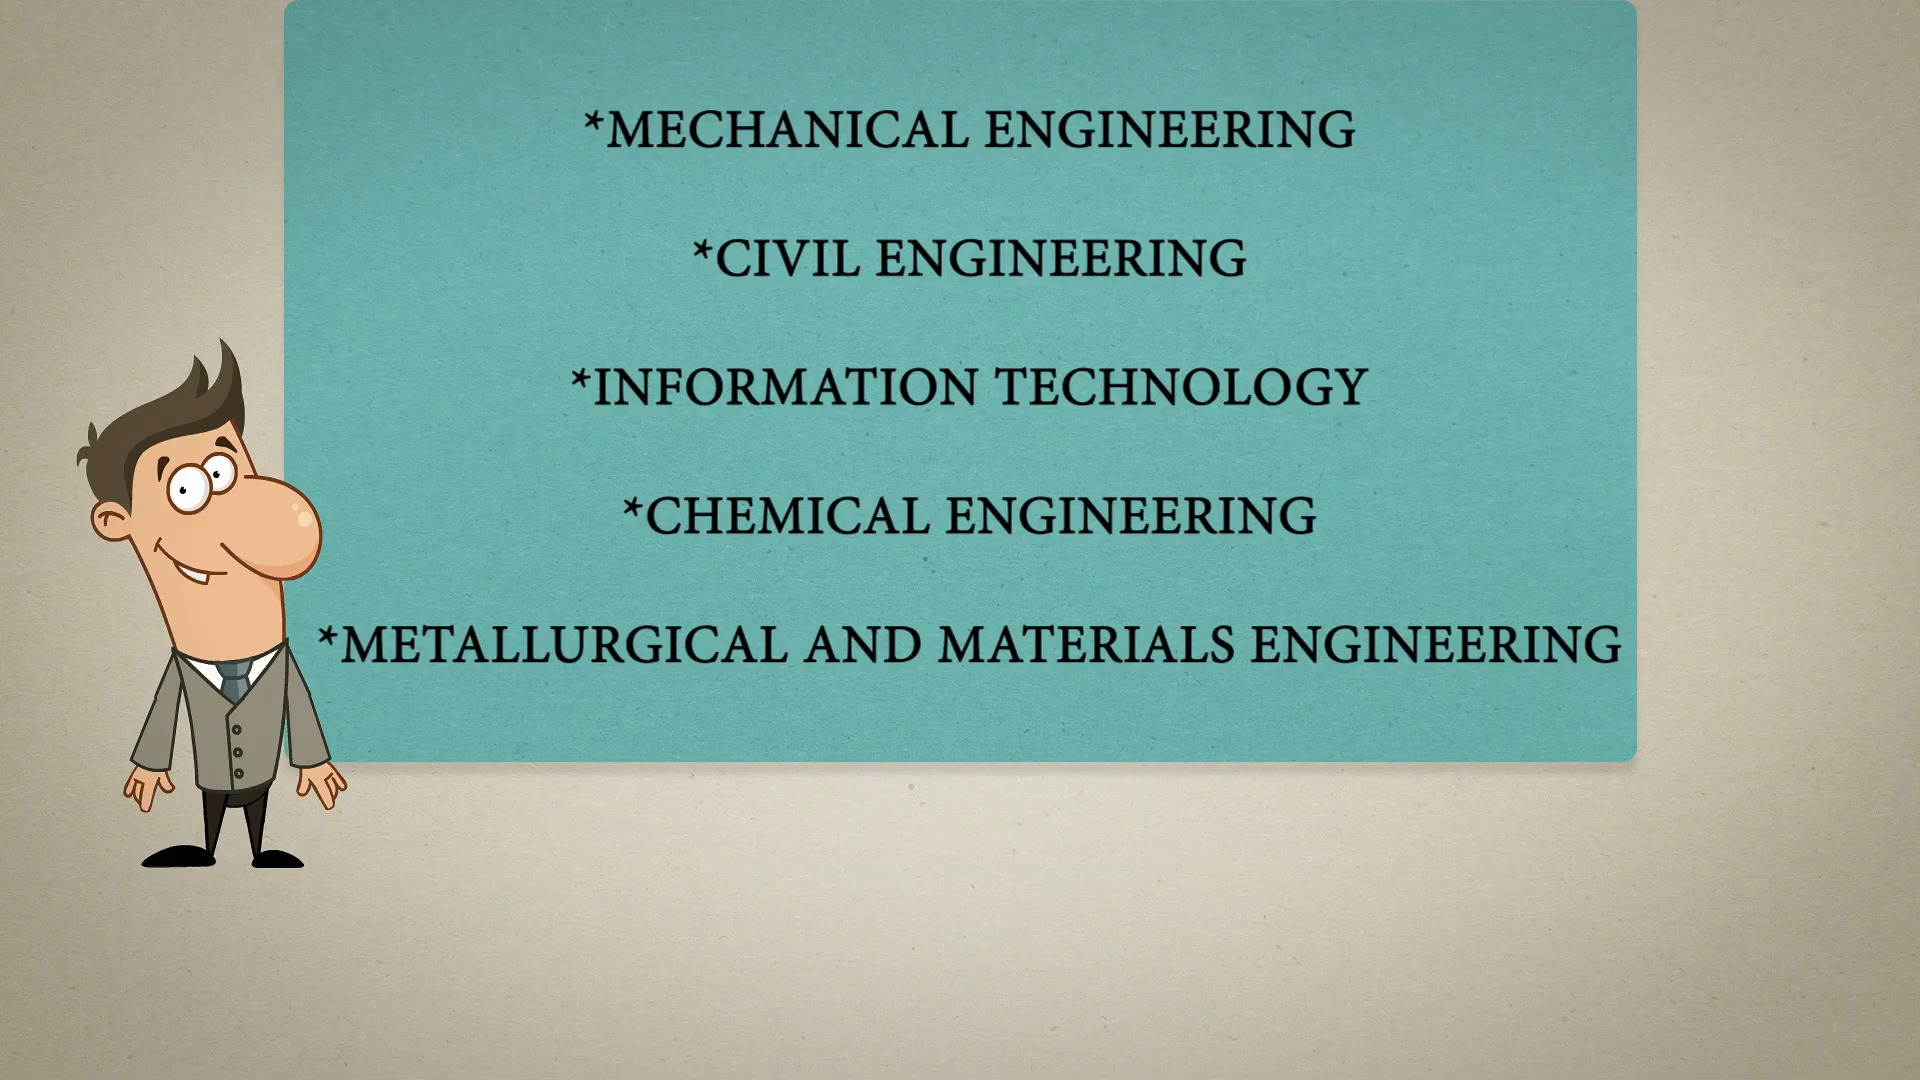 *MECHANICAL ENGINEERING
*CIVIL ENGINEERING
*INFORMATION TECHNOLOGY
*CHEMICAL ENGINEERING
*METALLURGICAL AND MATERIALS ENGINEERING